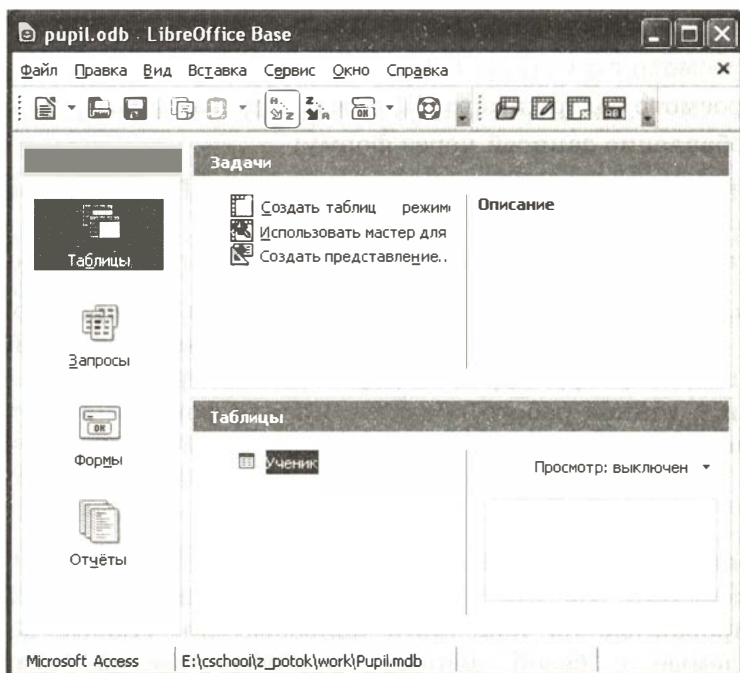 pupil.odb - LibreOffice Base
Файл Правка Вид Вставка Сервис Окно Справка
Задачи
Создать таблиц режим
Использовать мастер для
Создать представление..
Описание
Таблицы
Запросы
Формы
Отчёты
Таблицы
Ученик
Просмотр: выключен
Microsoft Access E:\cschool\z_potok\work\Pupil.mdb